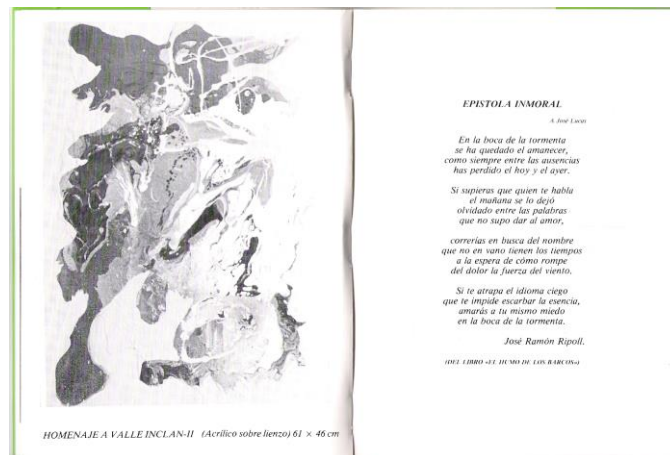 HOMENAJE A VALLE INCLAN-II (Acrílico sobre lienzo) 61 × 46 cm
EPISTOLA INMORAL
A José Lucas
En la boca de la tormenta
se ha quedado el amanecer,
como siempre entre las ausencias
has perdido el hoy y el ayer.
Si supieras que quien te habla
el mañana se lo dejó
olvidado entre las palabras
que no supo dar al amor,
correrías en busca del nombre
que no en vano tienen los tiempos
a la espera de cómo rompe
del dolor la fuerza del viento.
Si te atrapa el idioma ciego
que te impide escarbar la esencia,
amarás a tu mismo miedo
en la boca de la tormenta.
José Ramón Ripoll.
(DEL LIBRO «EL HUMO DE LOS BARCOS»)